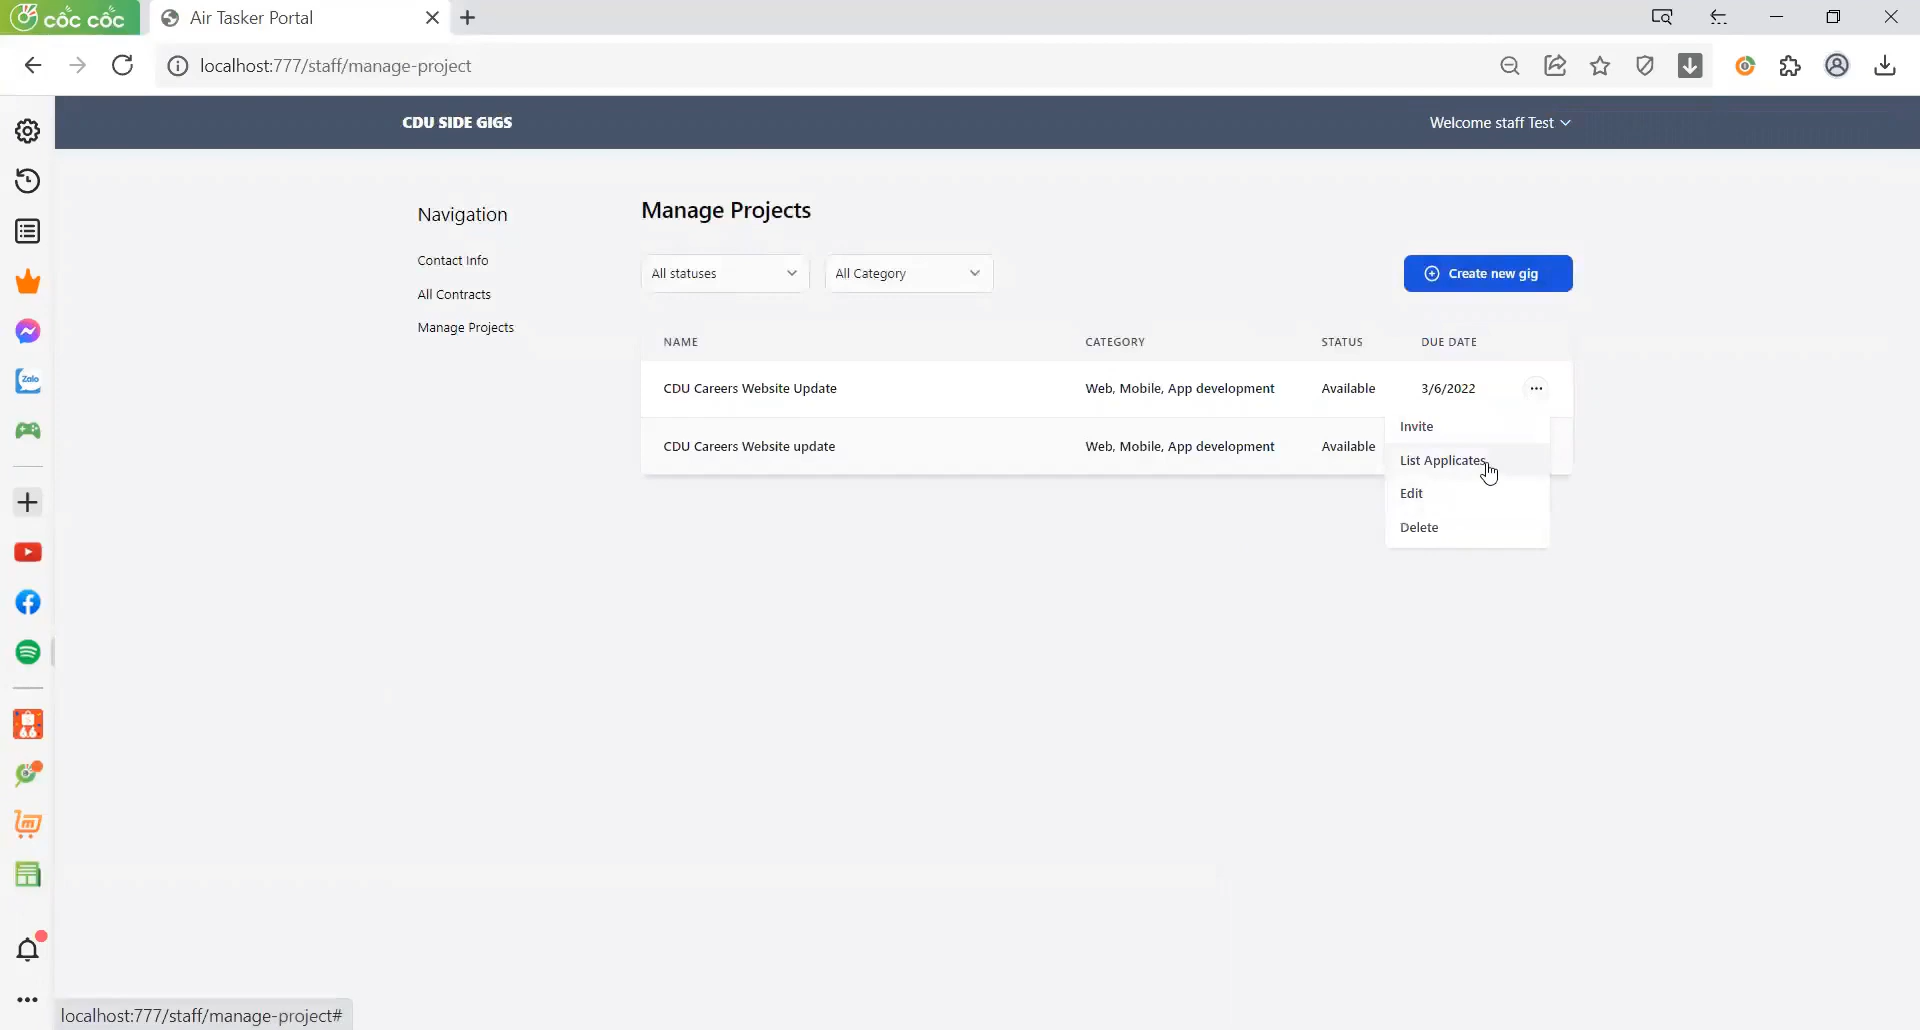 cốc cốc
Air Tasker Portal
localhost:777/staff/manage-project
CDU SIDE GIGS
Welcome staff Test
Navigation
Contact Info
All Contracts
Manage Projects
Manage Projects
All statuses
All Category
Create new gig
NAME CATEGORY STATUS DUE DATE
CDU Careers Website Update Web, Mobile, App development Available 3/6/2022 ...
CDU Careers Website update Web, Mobile, App development Available
Invite
List Applicates
Edit
Delete
Zalo
localhost:777/staff/manage-project#